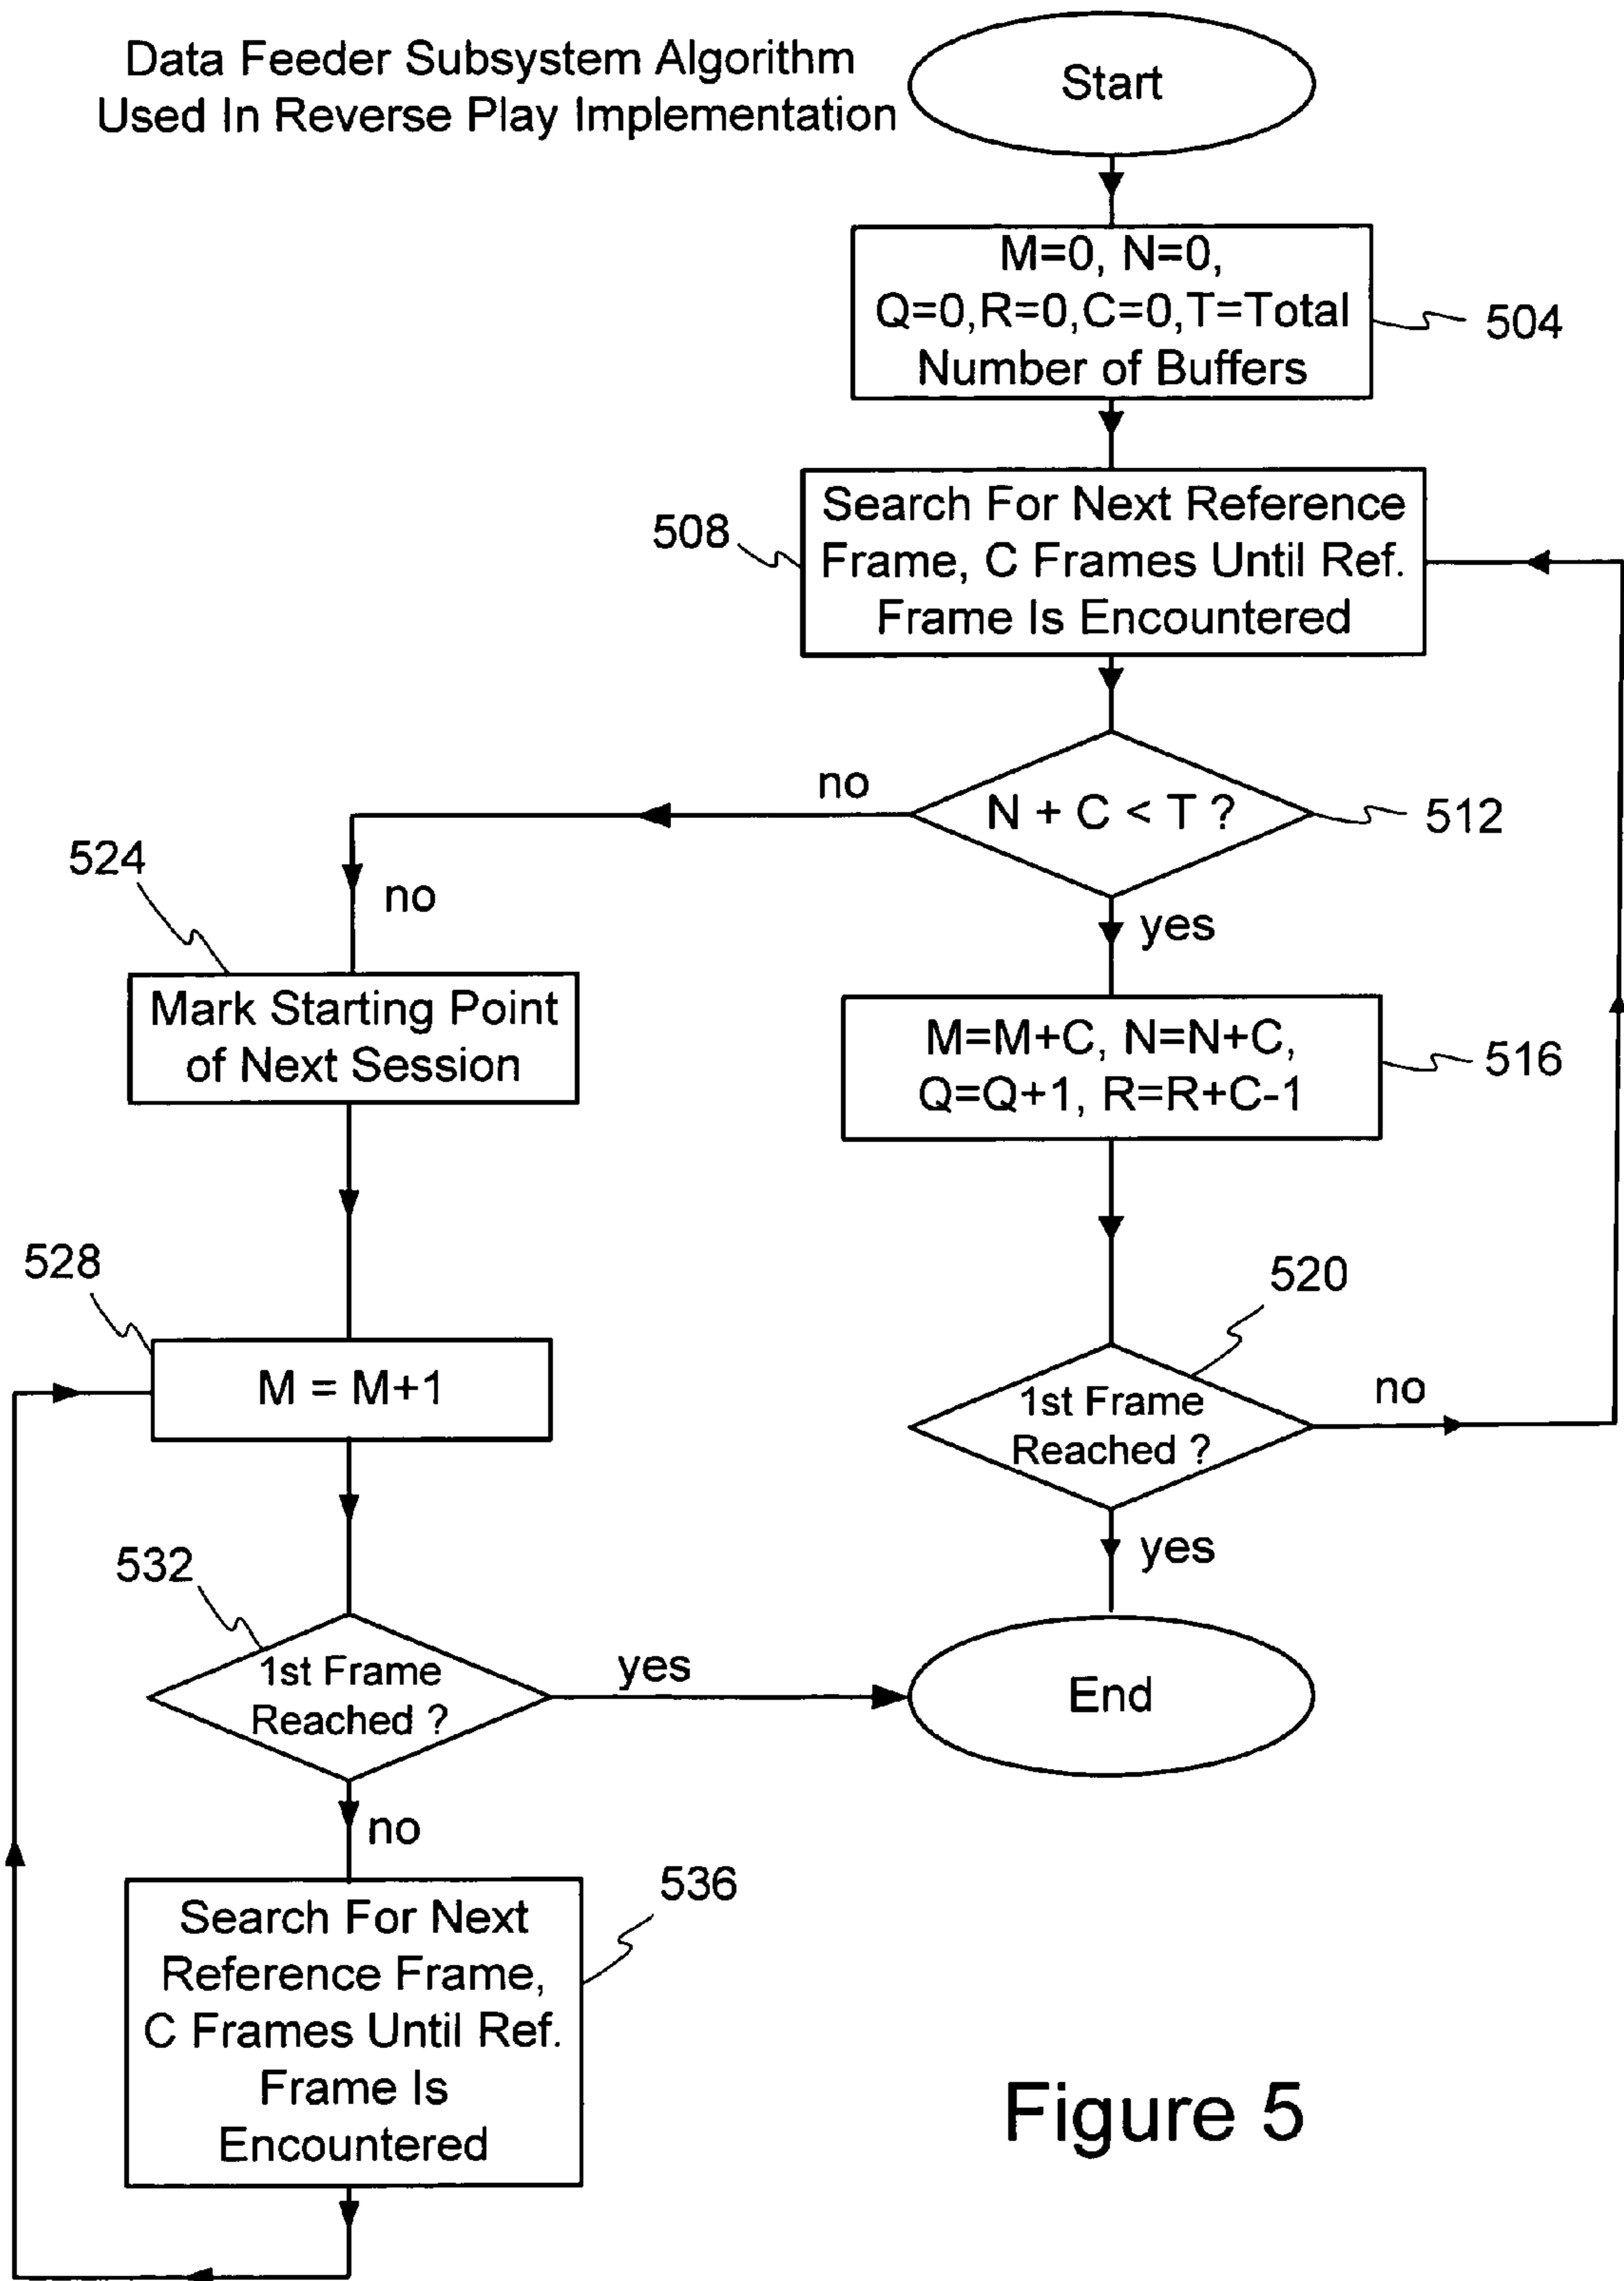 Data Feeder Subsystem Algorithm
Used In Reverse Play Implementation
Start
M=0, N=0,
Q=0,R=0,C=0,T=Total
Number of Buffers
504
Search For Next Reference
Frame, C Frames Until Ref.
Frame Is Encountered
508
N + C < T ?
512
no
no
yes
524
Mark Starting Point
of Next Session
M=M+C, N=N+C,
Q=Q+1, R=R+C-1
516
528
M = M+1
520
1st Frame
Reached ?
no
yes
532
1st Frame
Reached ?
yes
End
no
536
Search For Next
Reference Frame,
C Frames Until Ref.
Frame Is
Encountered
Figure 5